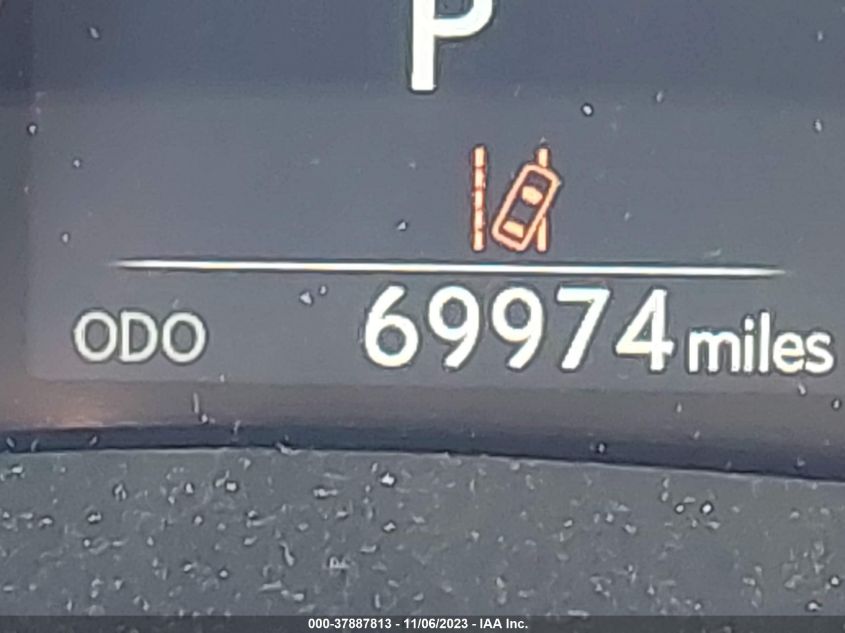 P
ODO 69974 miles
000-37887813 - 11/06/2023 - IAA Inc.